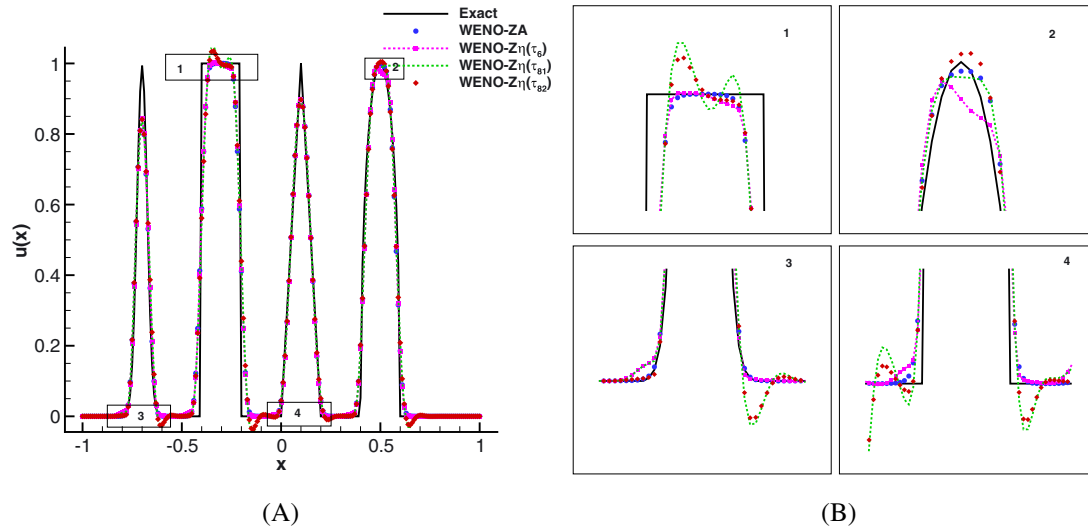 Exact
WENO-ZA
WENO-Zη(τ6)
WENO-Zη(τ81)
WENO-Zη(τ82)
u(x)
1
0.8
0.6
0.4
0.2
0
1
2
3
4
-1
-0.5
0
0.5
1
x
(A)
1
2
3
4
(B)